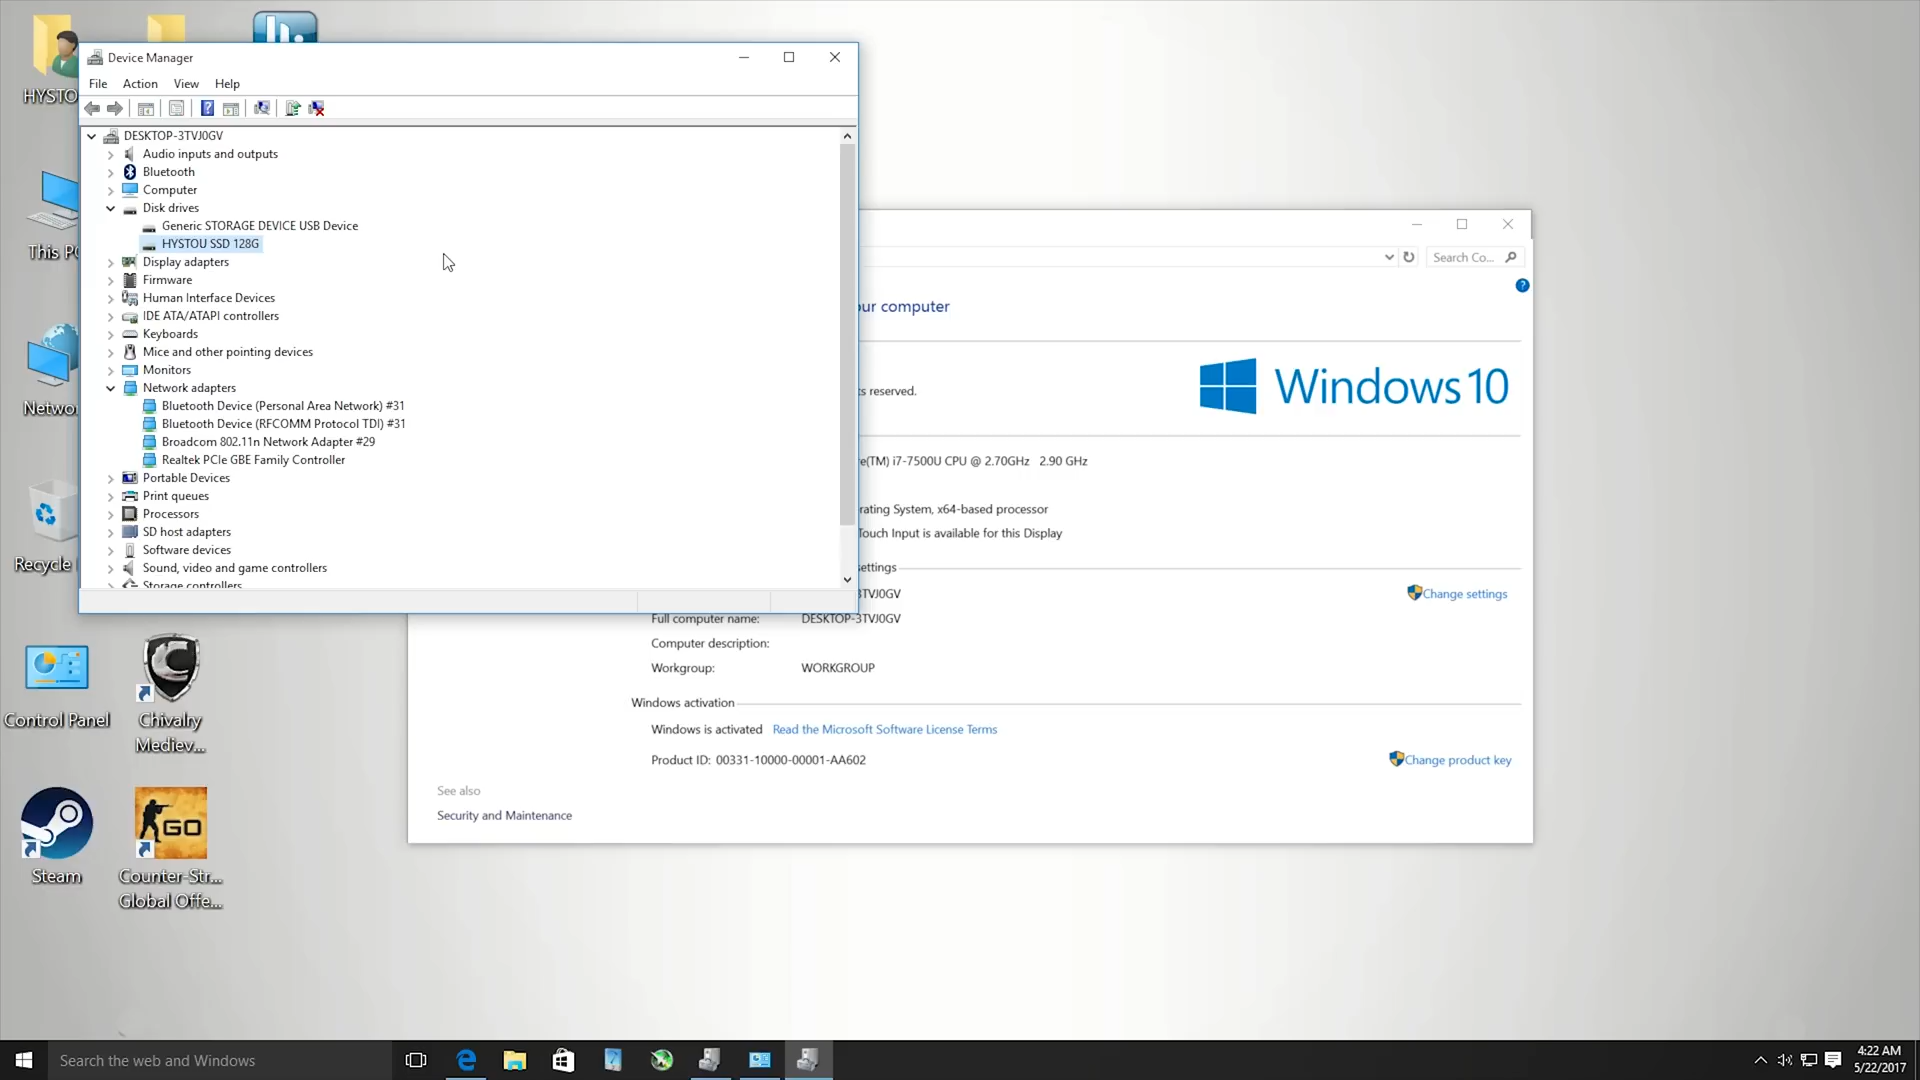 HYSTO
This P
Netwo
Recycle
Control Panel
Chivalry
Mediev...
Steam
GO
Counter-Str...
Global Offe...
Device Manager
File Action View Help
DESKTOP-3TVJ0GV
Audio inputs and outputs
Bluetooth
Computer
Disk drives
Generic STORAGE DEVICE USB Device
HYSTOU SSD 128G
Display adapters
Firmware
Human Interface Devices
IDE ATA/ATAPI controllers
Keyboards
Mice and other pointing devices
Monitors
Network adapters
Bluetooth Device (Personal Area Network) #31
Bluetooth Device (RFCOMM Protocol TDI) #31
Broadcom 802.11n Network Adapter #29
Realtek PCIe GBE Family Controller
Portable Devices
Print queues
Processors
SD host adapters
Software devices
Sound, video and game controllers
Storage controllers
Search Co...
ur computer
Windows 10
ts reserved.
e(TM) i7-7500U CPU @ 2.70GHz 2.90 GHz
rating System, x64-based processor
Touch Input is available for this Display
settings
3TVJ0GV
Change settings
Full computer name: DESKTOP-3TVJ0GV
Computer description:
Workgroup: WORKGROUP
Windows activation
Windows is activated Read the Microsoft Software License Terms
Product ID: 00331-10000-00001-AA602
Change product key
See also
Security and Maintenance
Search the web and Windows
4:22 AM
5/22/2017